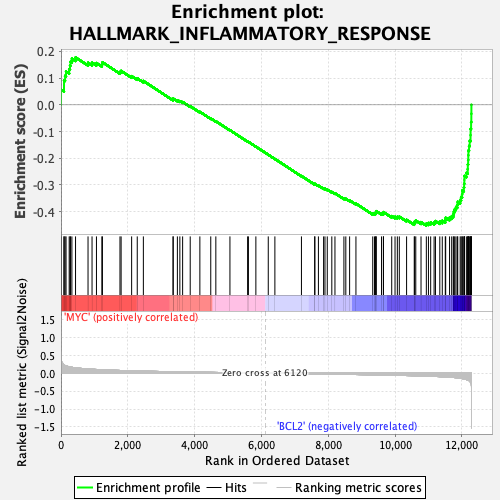 Enrichment plot:
HALLMARK_INFLAMMATORY_RESPONSE
Enrichment score (ES)
0.2
0.1
0.0
-0.1
-0.2
-0.3
-0.4
Ranked list metric (Signal2Noise)
'MYC' (positively correlated)
1.5
1.0
0.5
0.0
-0.5
-1.0
-1.5
Zero cross at 6120
'BCL2' (negatively correlated)
0
2,000
4,000
6,000
8,000
10,000
12,000
Rank in Ordered Dataset
Enrichment profile
Hits
Ranking metric scores